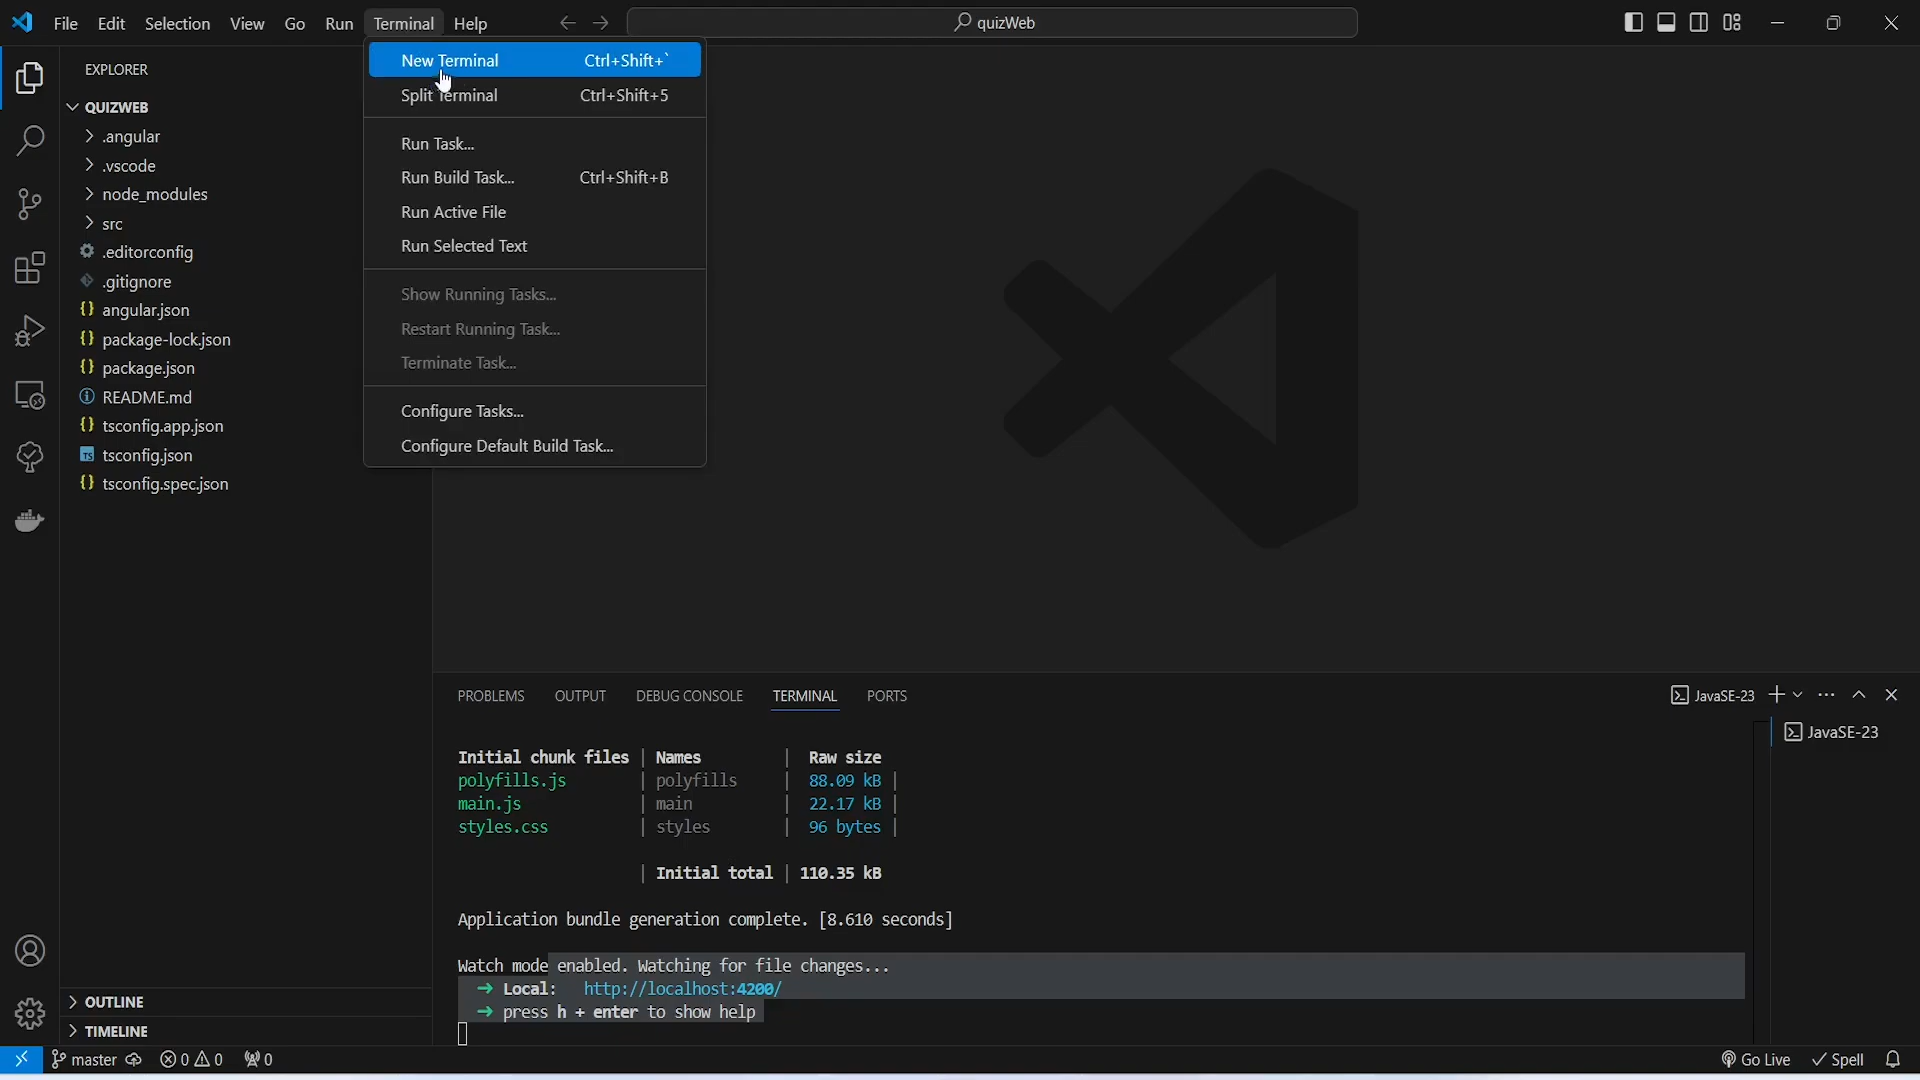 File Edit Selection View Go Run Terminal Help
quizWeb
EXPLORER
QUIZWEB
.angular
.vscode
node_modules
src
.editorconfig
.gitignore
angular.json
package-lock.json
package.json
README.md
tsconfig.app.json
tsconfig.json
tsconfig.spec.json
OUTLINE
TIMELINE
New Terminal Ctrl+Shift+`
Split Terminal Ctrl+Shift+5
Run Task...
Run Build Task... Ctrl+Shift+B
Run Active File
Run Selected Text
Show Running Tasks...
Restart Running Task...
Terminate Task...
Configure Tasks...
Configure Default Build Task...
PROBLEMS OUTPUT DEBUG CONSOLE TERMINAL PORTS
JavaSE-23
JavaSE-23
Initial chunk files | Names | Raw size
polyfills.js | polyfills | 88.09 kB |
main.js | main | 22.17 kB |
styles.css | styles | 96 bytes |
| Initial total | 110.35 kB
Application bundle generation complete. [8.610 seconds]
Watch mode enabled. Watching for file changes...
➜ Local: http://localhost:4200/
➜ press h + enter to show help
master 0 0 0
Go Live Spell